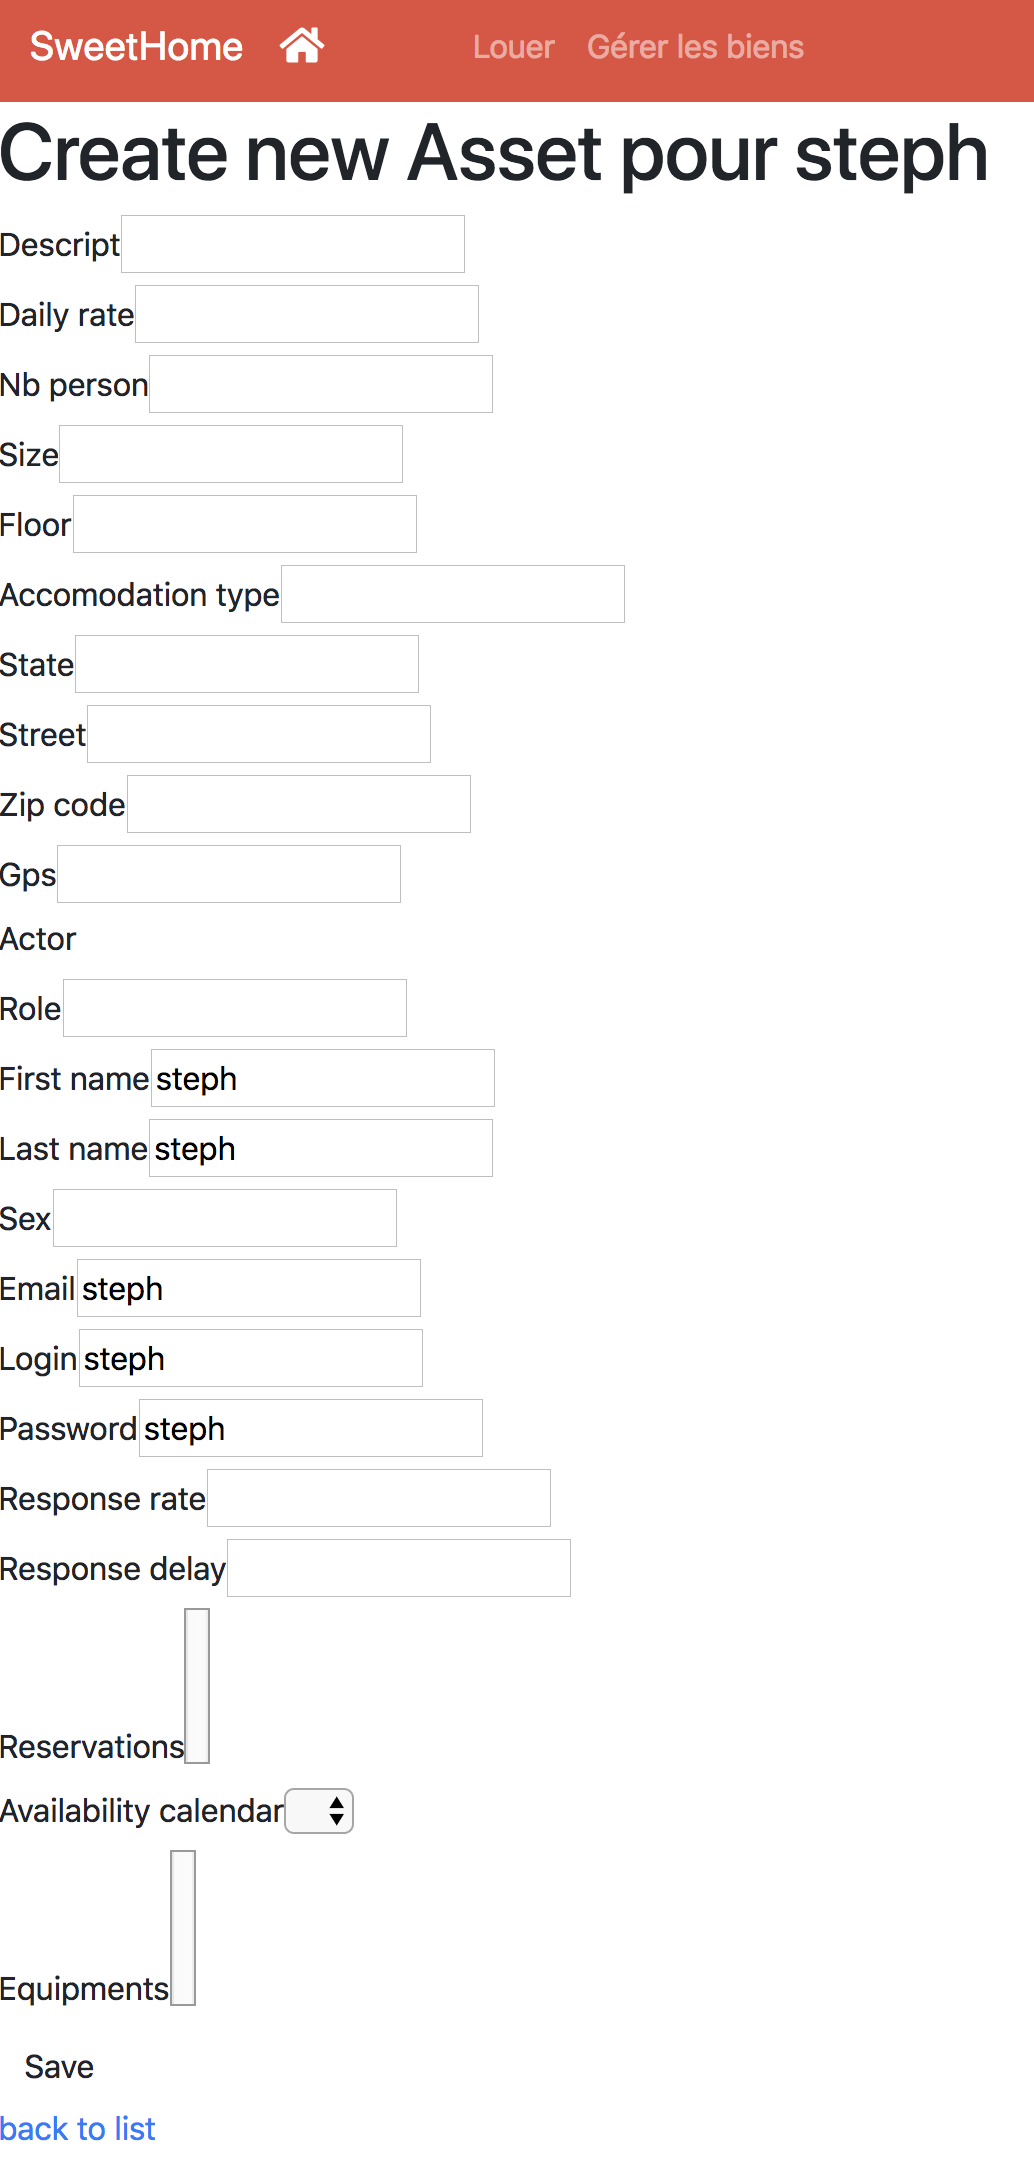 SweetHome Louer Gérer les biens
Create new Asset pour steph
Descript
Daily rate
Nb person
Size
Floor
Accomodation type
State
Street
Zip code
Gps
Actor
Role
First name steph
Last name steph
Sex
Email steph
Login steph
Password steph
Response rate
Response delay
Reservations
Availability calendar
Equipments
Save
back to list